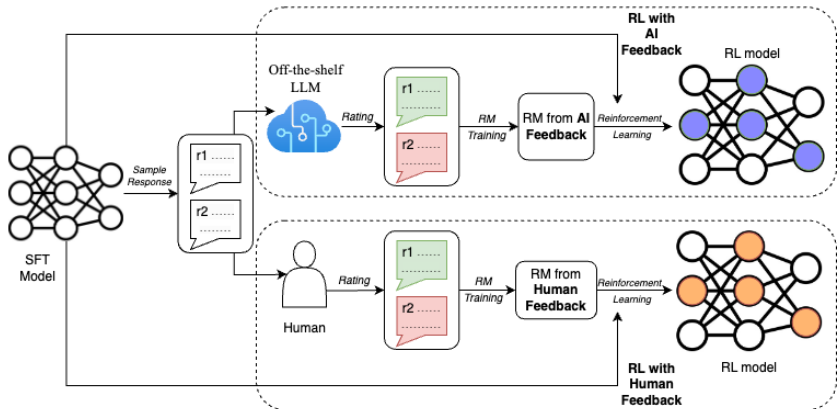 RL with
AI
Feedback
RL model
Off-the-shelf
LLM
r1 ......
.........
Rating
r2 ......
.........
RM
Training
RM from AI
Feedback
Reinforcement
Learning
Sample
Response
r1 ......
.........
r2 ......
.........
SFT
Model
Human
Rating
r1 ......
.........
r2 ......
.........
RM
Training
RM from
Human
Feedback
Reinforcement
Learning
RL model
RL with
Human
Feedback